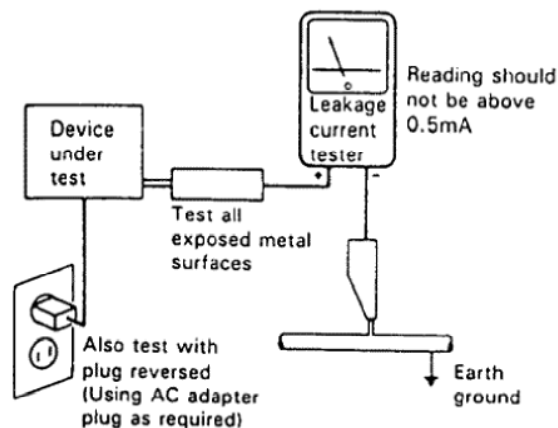 Device
under
test
Leakage
current
tester
+
-
Reading should
not be above
0.5mA
Test all
exposed metal
surfaces
Also test with
plug reversed
(Using AC adapter
plug as required)
Earth
ground